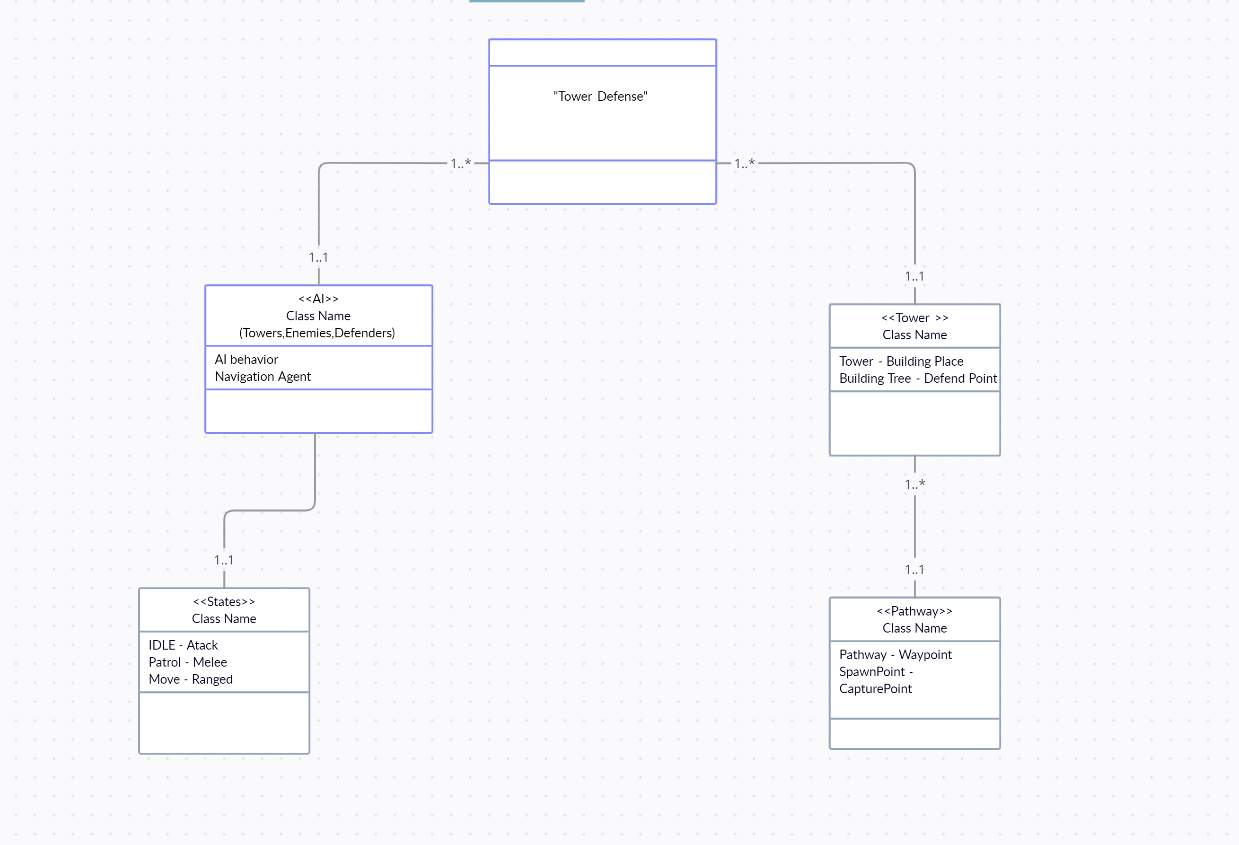 "Tower Defense"
1..*
1..*
1..1
1..1
<<AI>>
Class Name
(Towers,Enemies,Defenders)
AI behavior
Navigation Agent
<<Tower >>
Class Name
Tower - Building Place
Building Tree - Defend Point
1..*
1..1
1..1
<<States>>
Class Name
IDLE - Atack
Patrol - Melee
Move - Ranged
<<Pathway>>
Class Name
Pathway - Waypoint
SpawnPoint -
CapturePoint